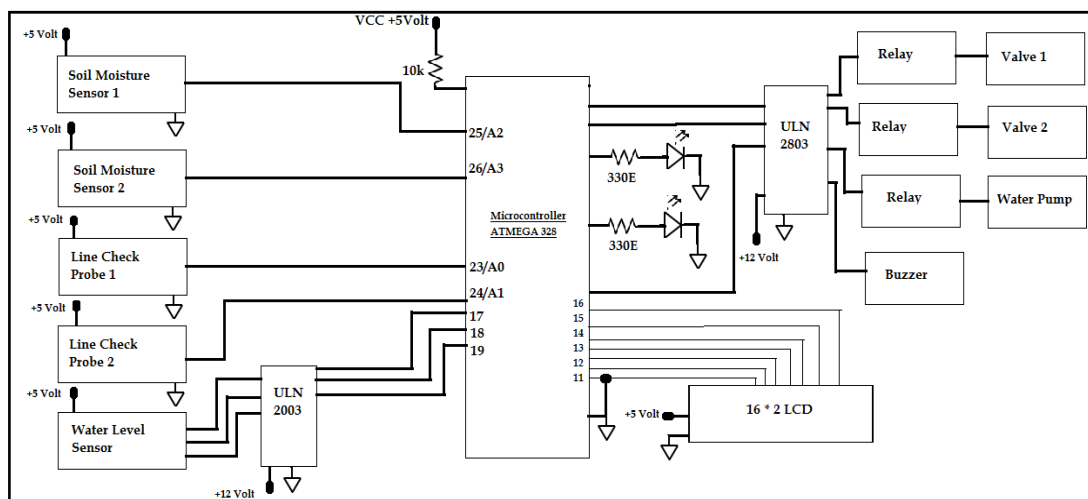 VCC +5Volt
+5 Volt
Soil Moisture
Sensor 1
10k
25/A2
+5 Volt
Soil Moisture
Sensor 2
26/A3
+5 Volt
Line Check
Probe 1
23/A0
24/A1
+5 Volt
Line Check
Probe 2
17
18
19
+5 Volt
Water Level
Sensor
ULN
2003
+12 Volt
Microcontroller
ATMEGA 328
330E
330E
16
15
14
13
12
11
ULN
2803
+12 Volt
Relay
Valve 1
Relay
Valve 2
Relay
Water Pump
Buzzer
+5 Volt
16 * 2 LCD